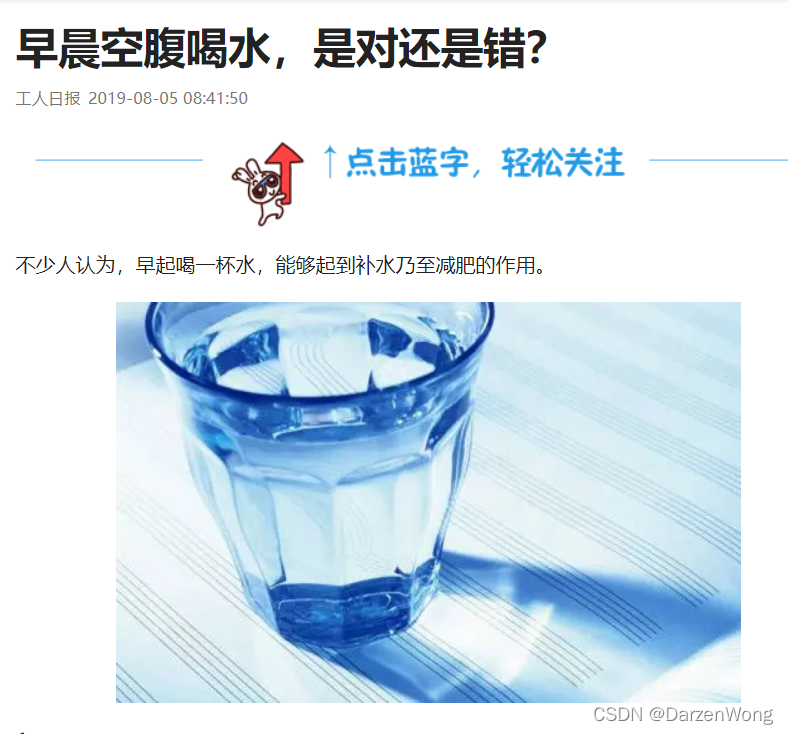 早晨空腹喝水，是对还是错？
工人日报 2019-08-05 08:41:50
↑点击蓝字，轻松关注
不少人认为，早起喝一杯水，能够起到补水乃至减肥的作用。
CSDN @DarzenWong